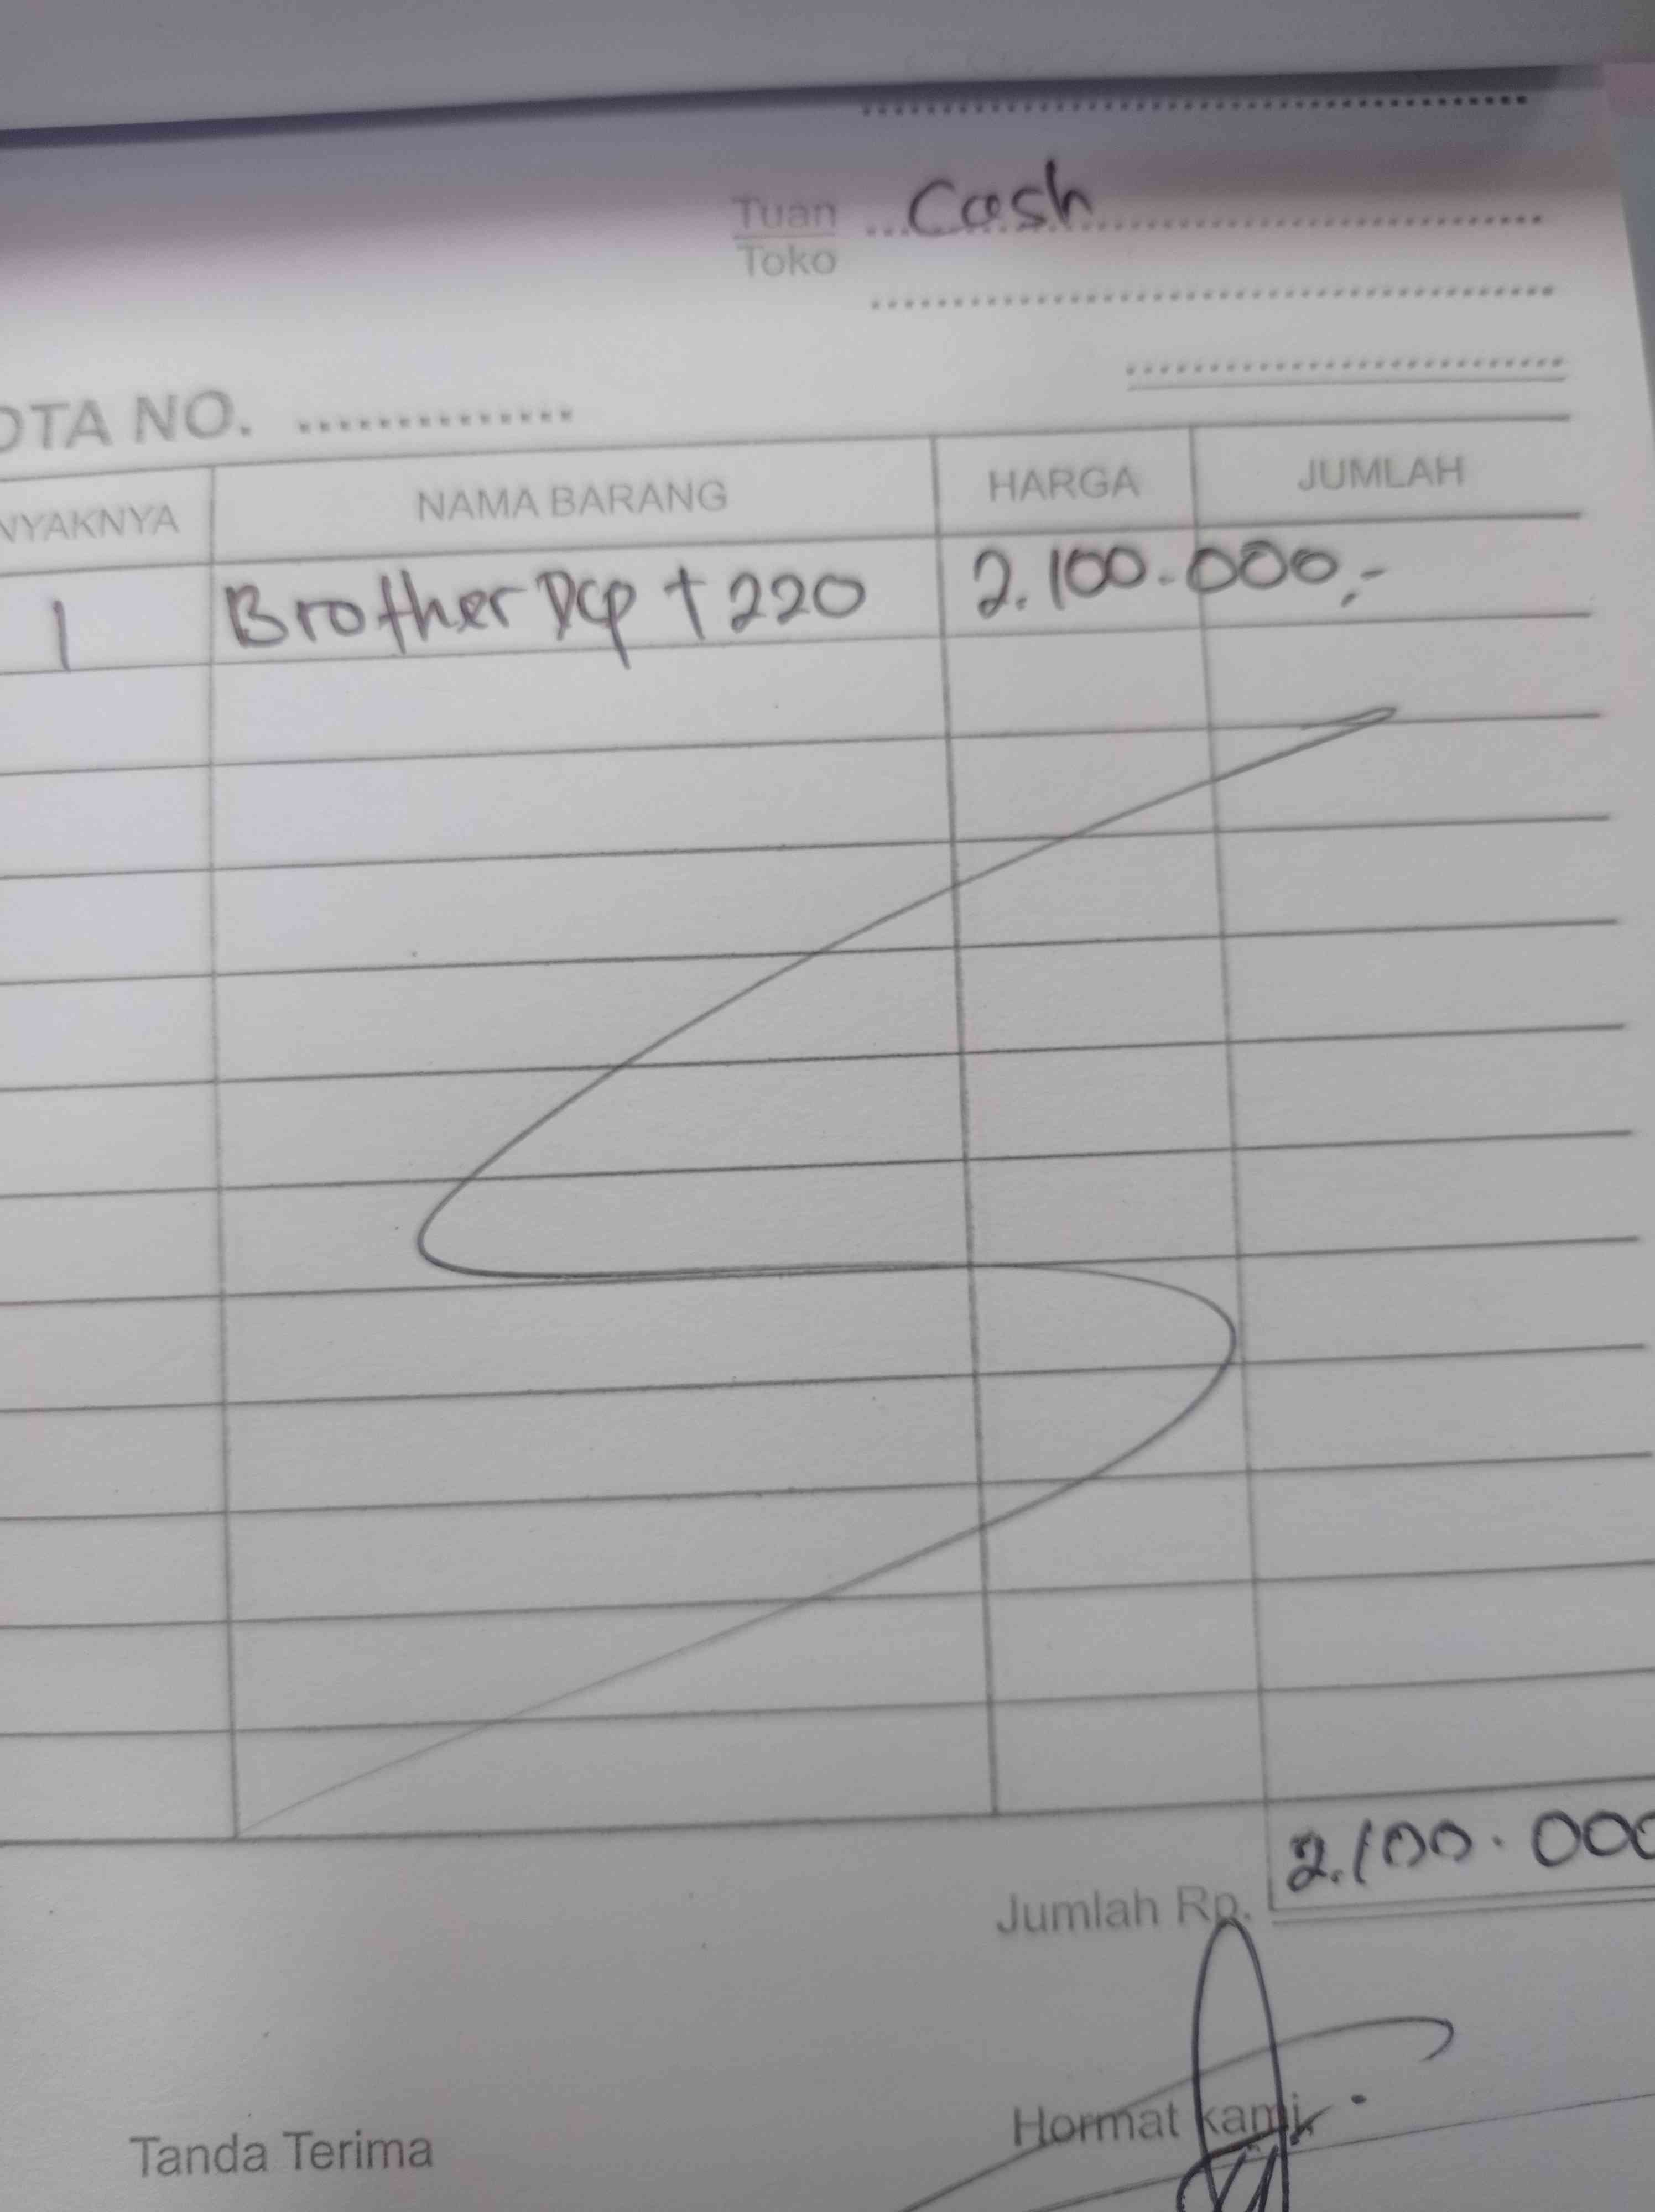 Tuan Cash
Toko
OTA NO.
NYAKNYA NAMA BARANG HARGA JUMLAH
1 Brother Dcp t 220 2.100.000,-
Jumlah Rp. 2.100.000
Tanda Terima Hormat kami,